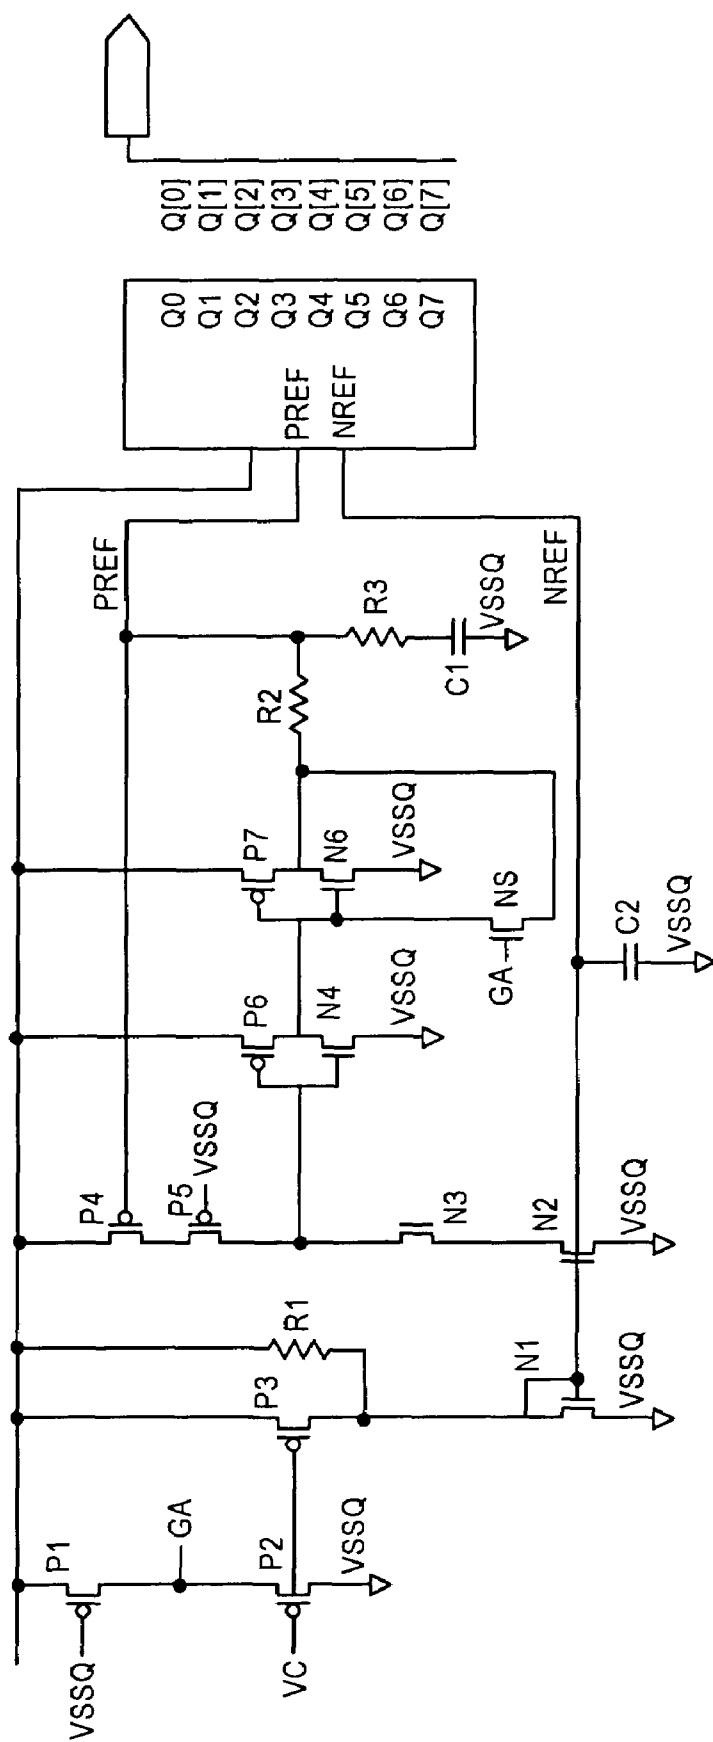 VSSQ
P1
GA
VC
P2
VSSQ
P3
R1
N1
VSSQ
P4
P5
VSSQ
N3
N2
VSSQ
P6
N4
VSSQ
P7
N6
VSSQ
GA
NS
C2
VSSQ
R2
R3
C1
VSSQ
PREF
NREF
PREF
NREF
Q0
Q1
Q2
Q3
Q4
Q5
Q6
Q7
Q[0]
Q[1]
Q[2]
Q[3]
Q[4]
Q[5]
Q[6]
Q[7]